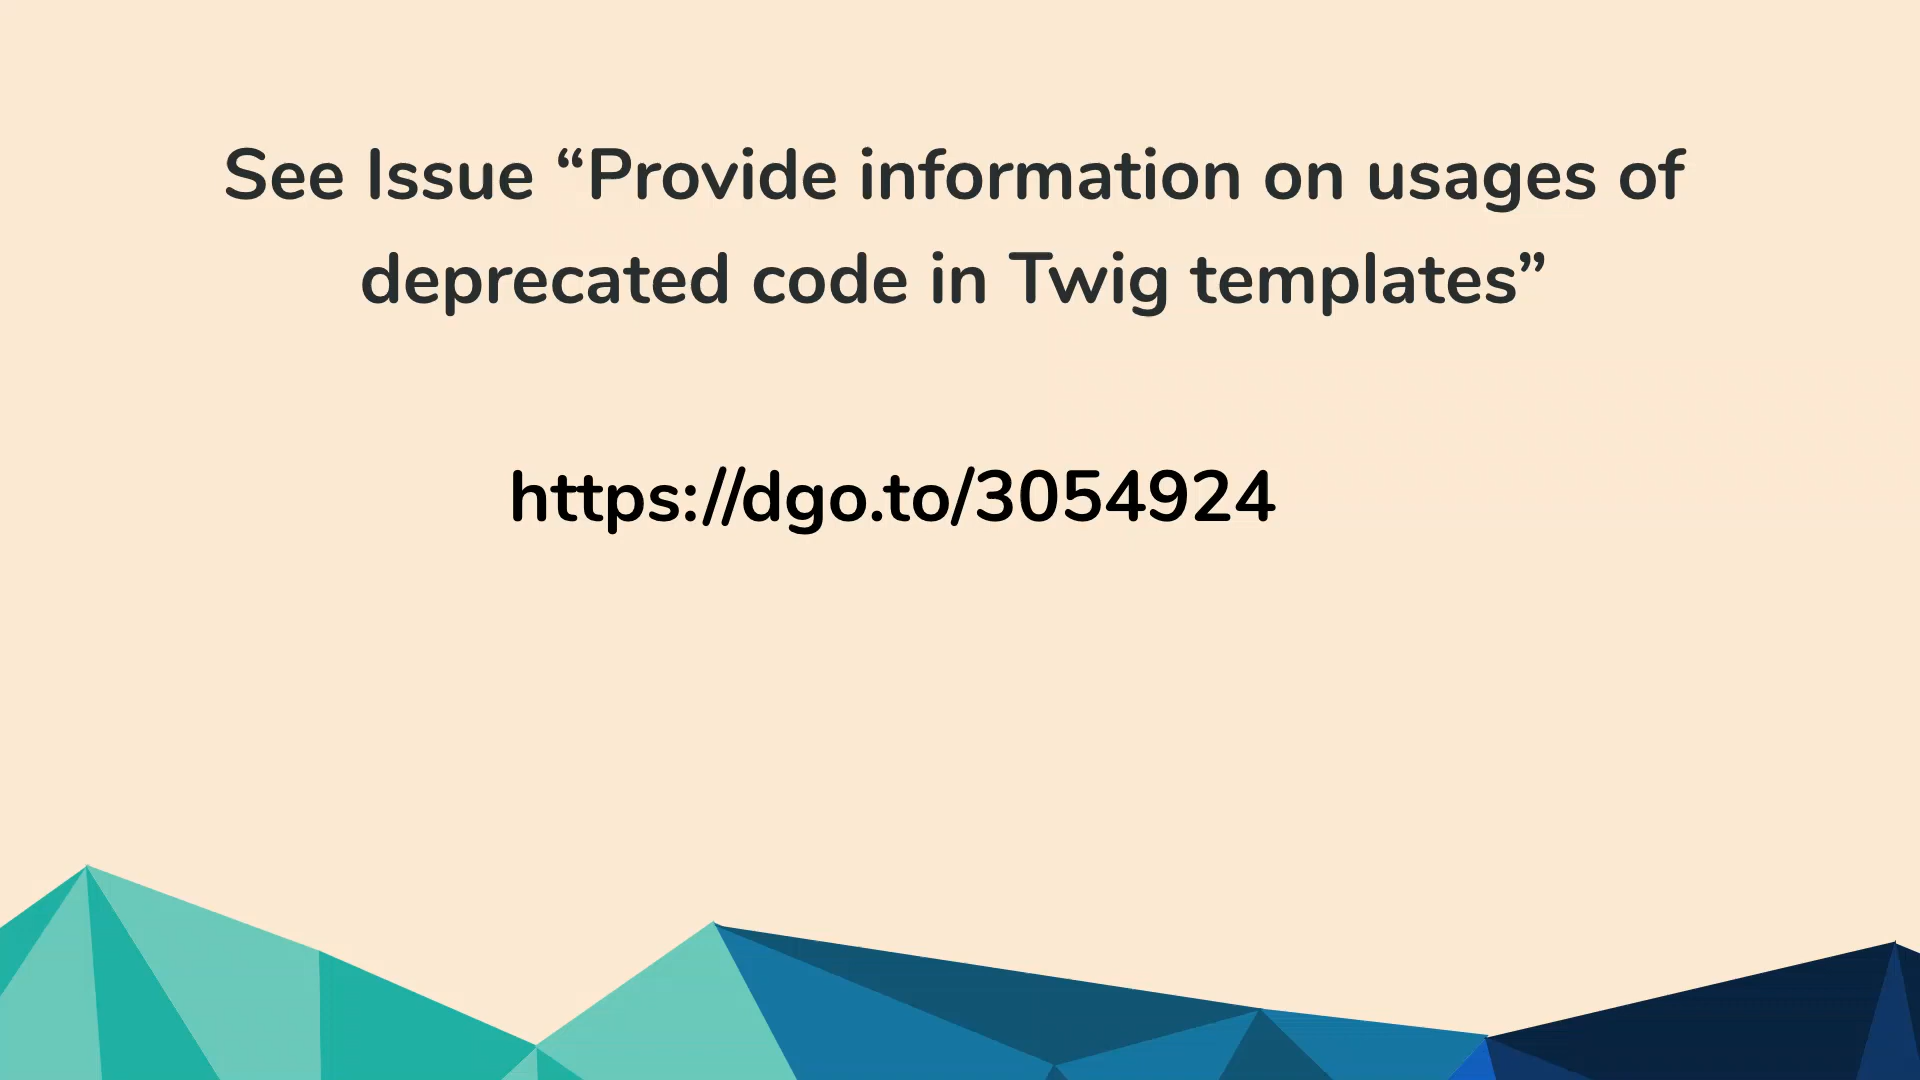 See Issue “Provide information on usages of
deprecated code in Twig templates”
https://dgo.to/3054924